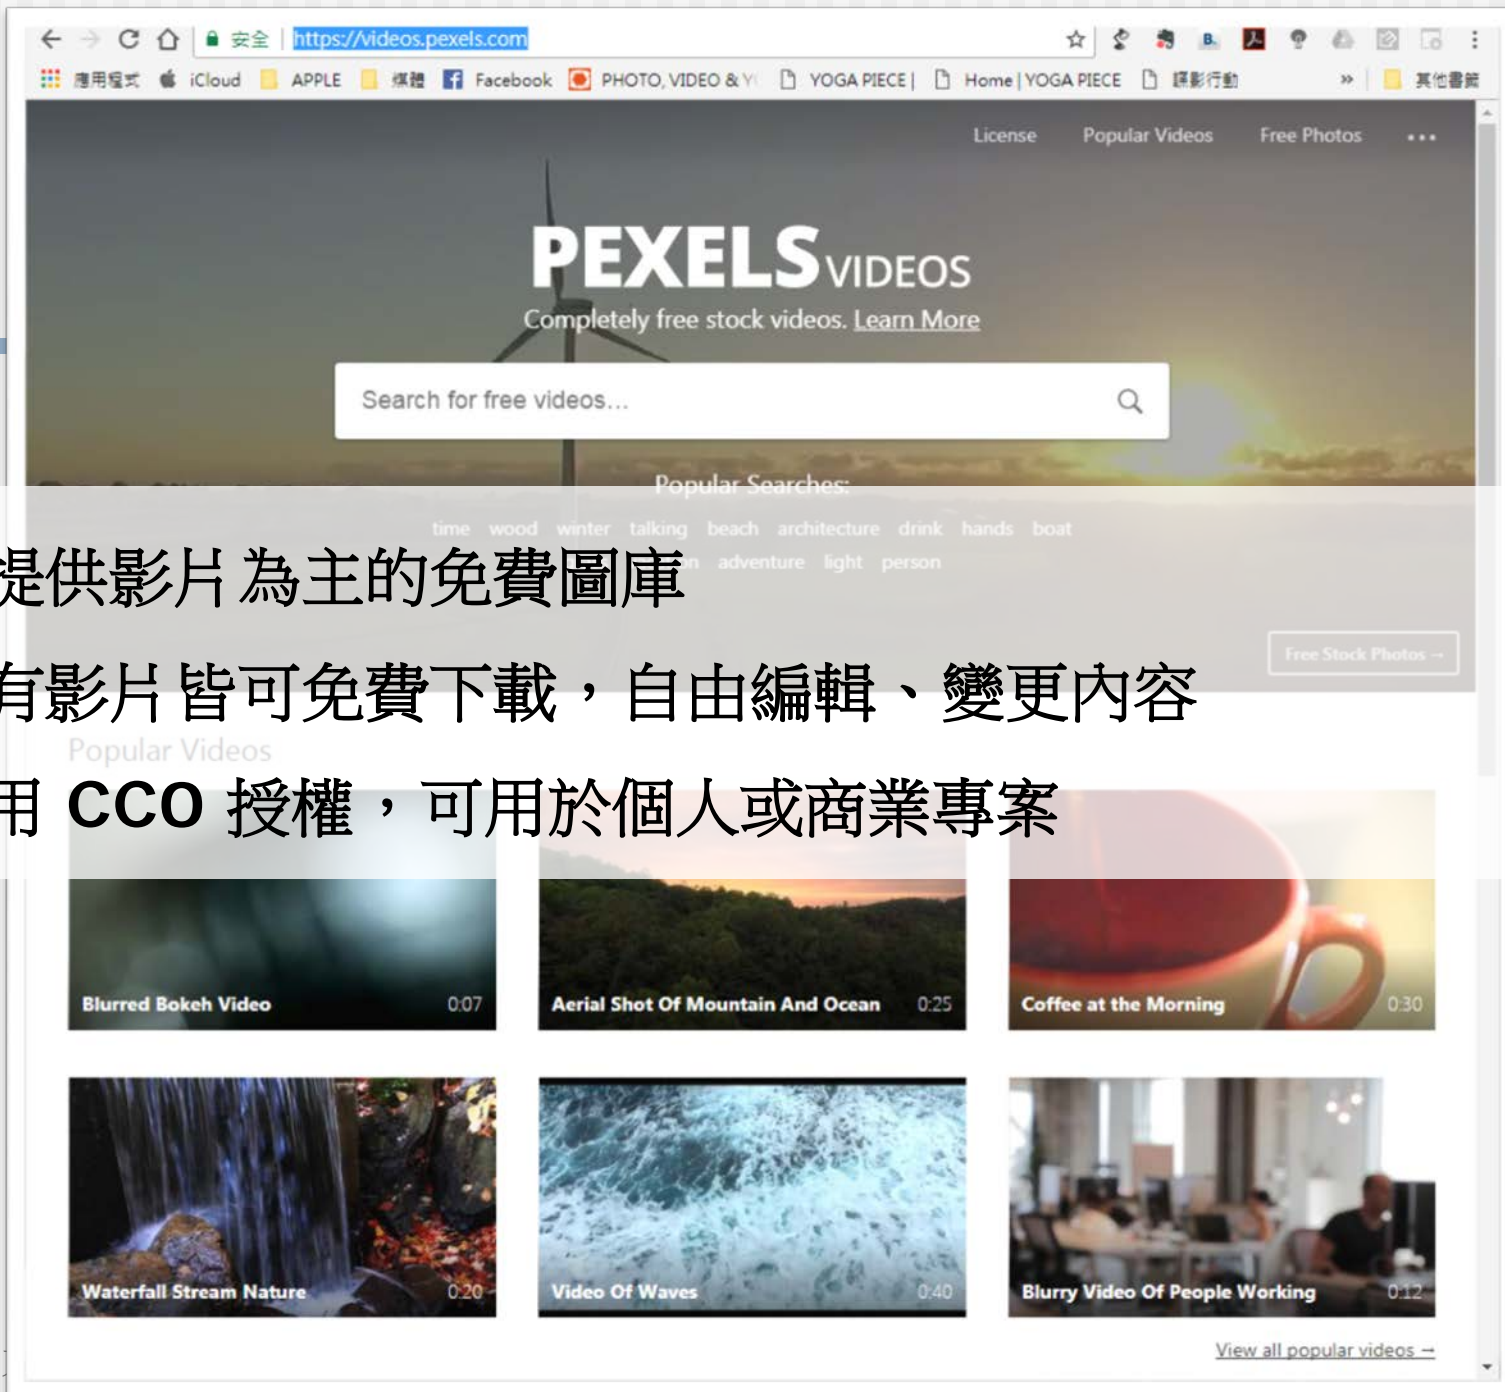 安全 | https://videos.pexels.com
應用程式 iCloud APPLE 媒體 Facebook PHOTO, VIDEO & Y YOGA PIECE | Home | YOGA PIECE 謀影行動 » 其他書籤
License Popular Videos Free Photos •••
PEXELS VIDEOS
Completely free stock videos. Learn More
Search for free videos...
Popular Searches:
time wood winter talking beach architecture drink hands boat
adventure light person
提供影片為主的免費圖庫
Free Stock Photos →
有影片皆可免費下載，自由編輯、變更內容
Popular Videos
用 CCO 授權，可用於個人或商業專案
Blurred Bokeh Video 0:07
Aerial Shot Of Mountain And Ocean 0:25
Coffee at the Morning 0:30
Waterfall Stream Nature 0:20
Video Of Waves 0:40
Blurry Video Of People Working 0:12
View all popular videos →